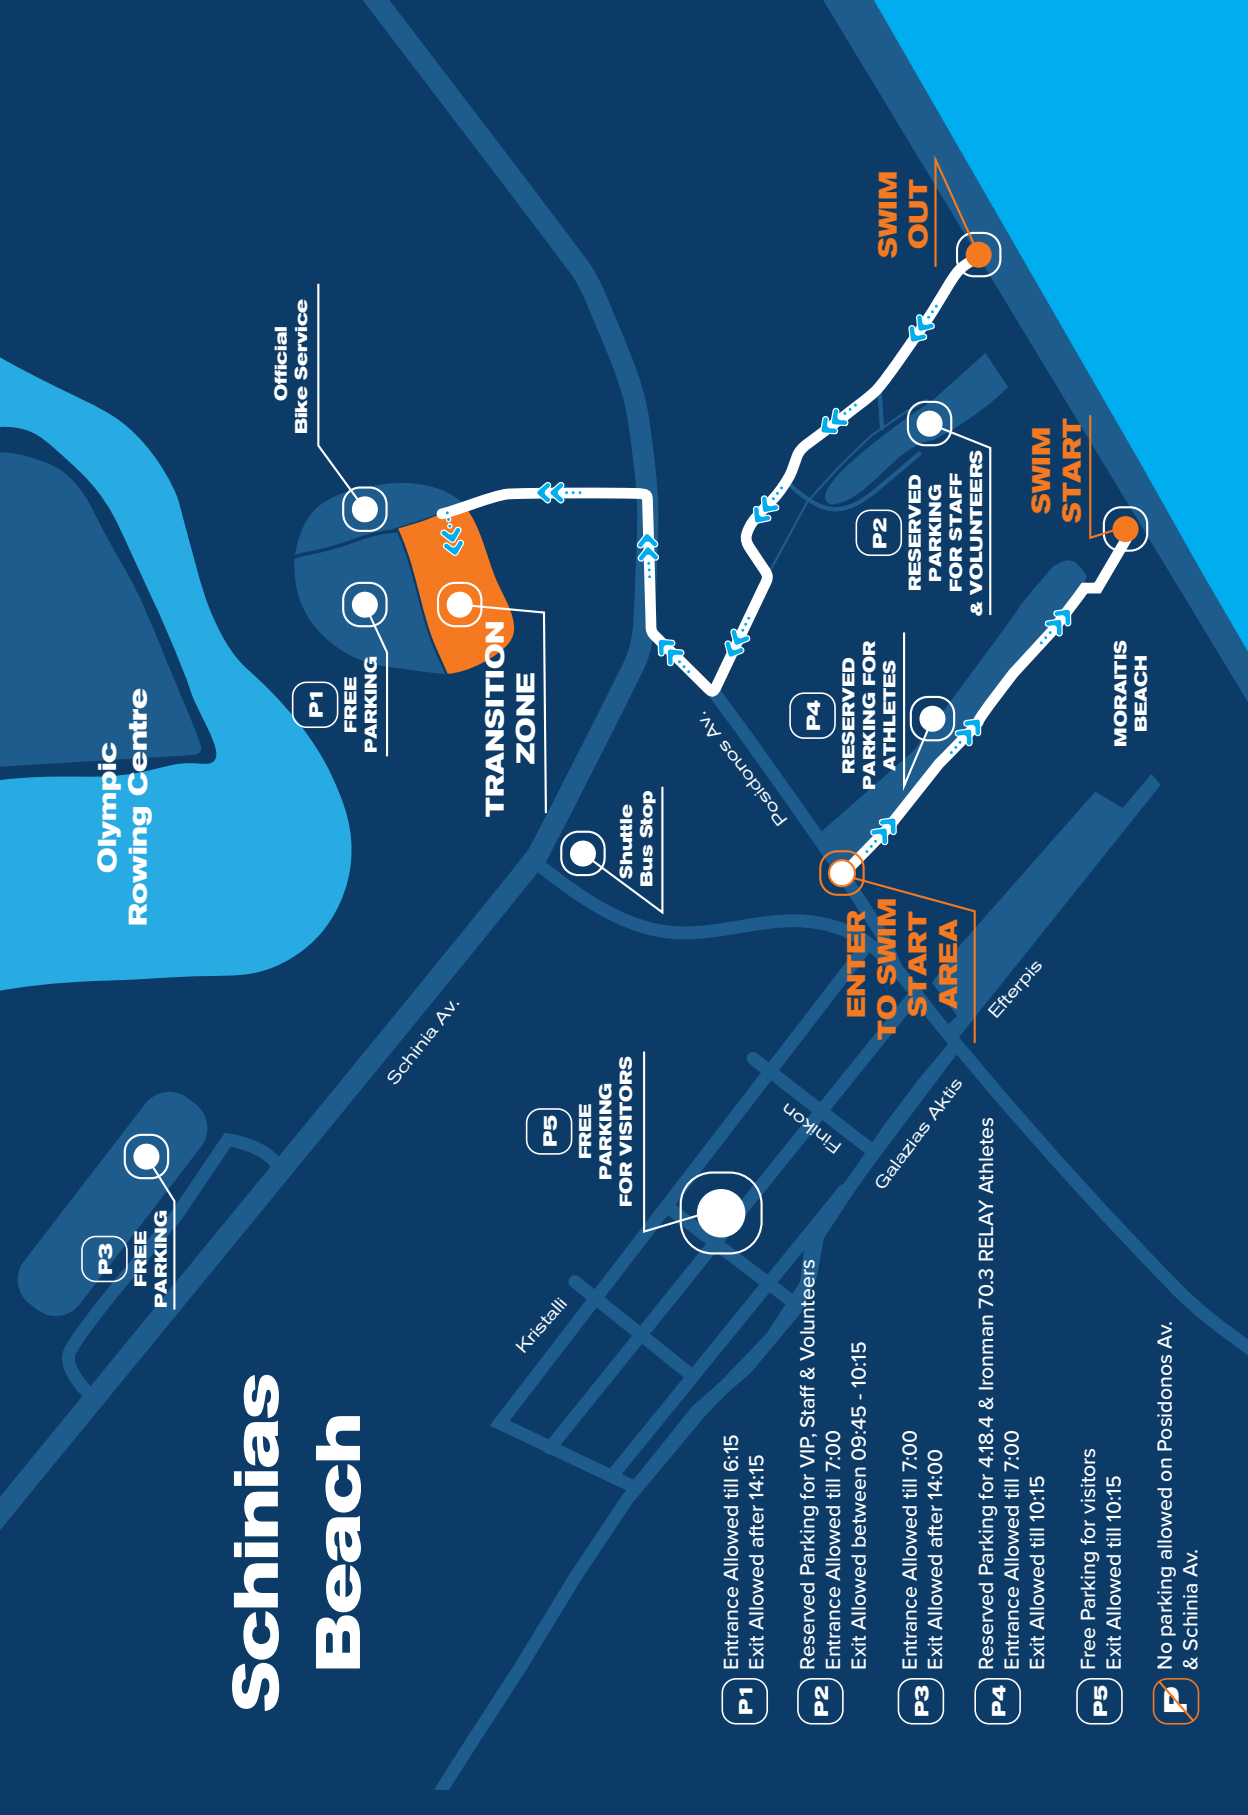 Schinias
Beach
Olympic
Rowing Centre
P3
FREE
PARKING
Schinia Av.
P1
FREE
PARKING
Official
Bike Service
TRANSITION
ZONE
Shuttle
Bus Stop
Posidonos Av.
P5
FREE
PARKING
FOR VISITORS
Kristalli
Finikon
Galazias Aktis
Efterpis
ENTER
TO SWIM
START
AREA
P4
RESERVED
PARKING FOR
ATHLETES
P2
RESERVED
PARKING
FOR STAFF
& VOLUNTEERS
SWIM
OUT
SWIM
START
MORAITIS
BEACH
P1
Entrance Allowed till 6:15
Exit Allowed after 14:15
P2
Reserved Parking for VIP, Staff & Volunteers
Entrance Allowed till 7:00
Exit Allowed between 09:45 - 10:15
P3
Entrance Allowed till 7:00
Exit Allowed after 14:00
P4
Reserved Parking for 4.18.4 & Ironman 70.3 RELAY Athletes
Entrance Allowed till 7:00
Exit Allowed till 10:15
P5
Free Parking for visitors
Exit Allowed till 10:15
P
No parking allowed on Posidonos Av.
& Schinia Av.